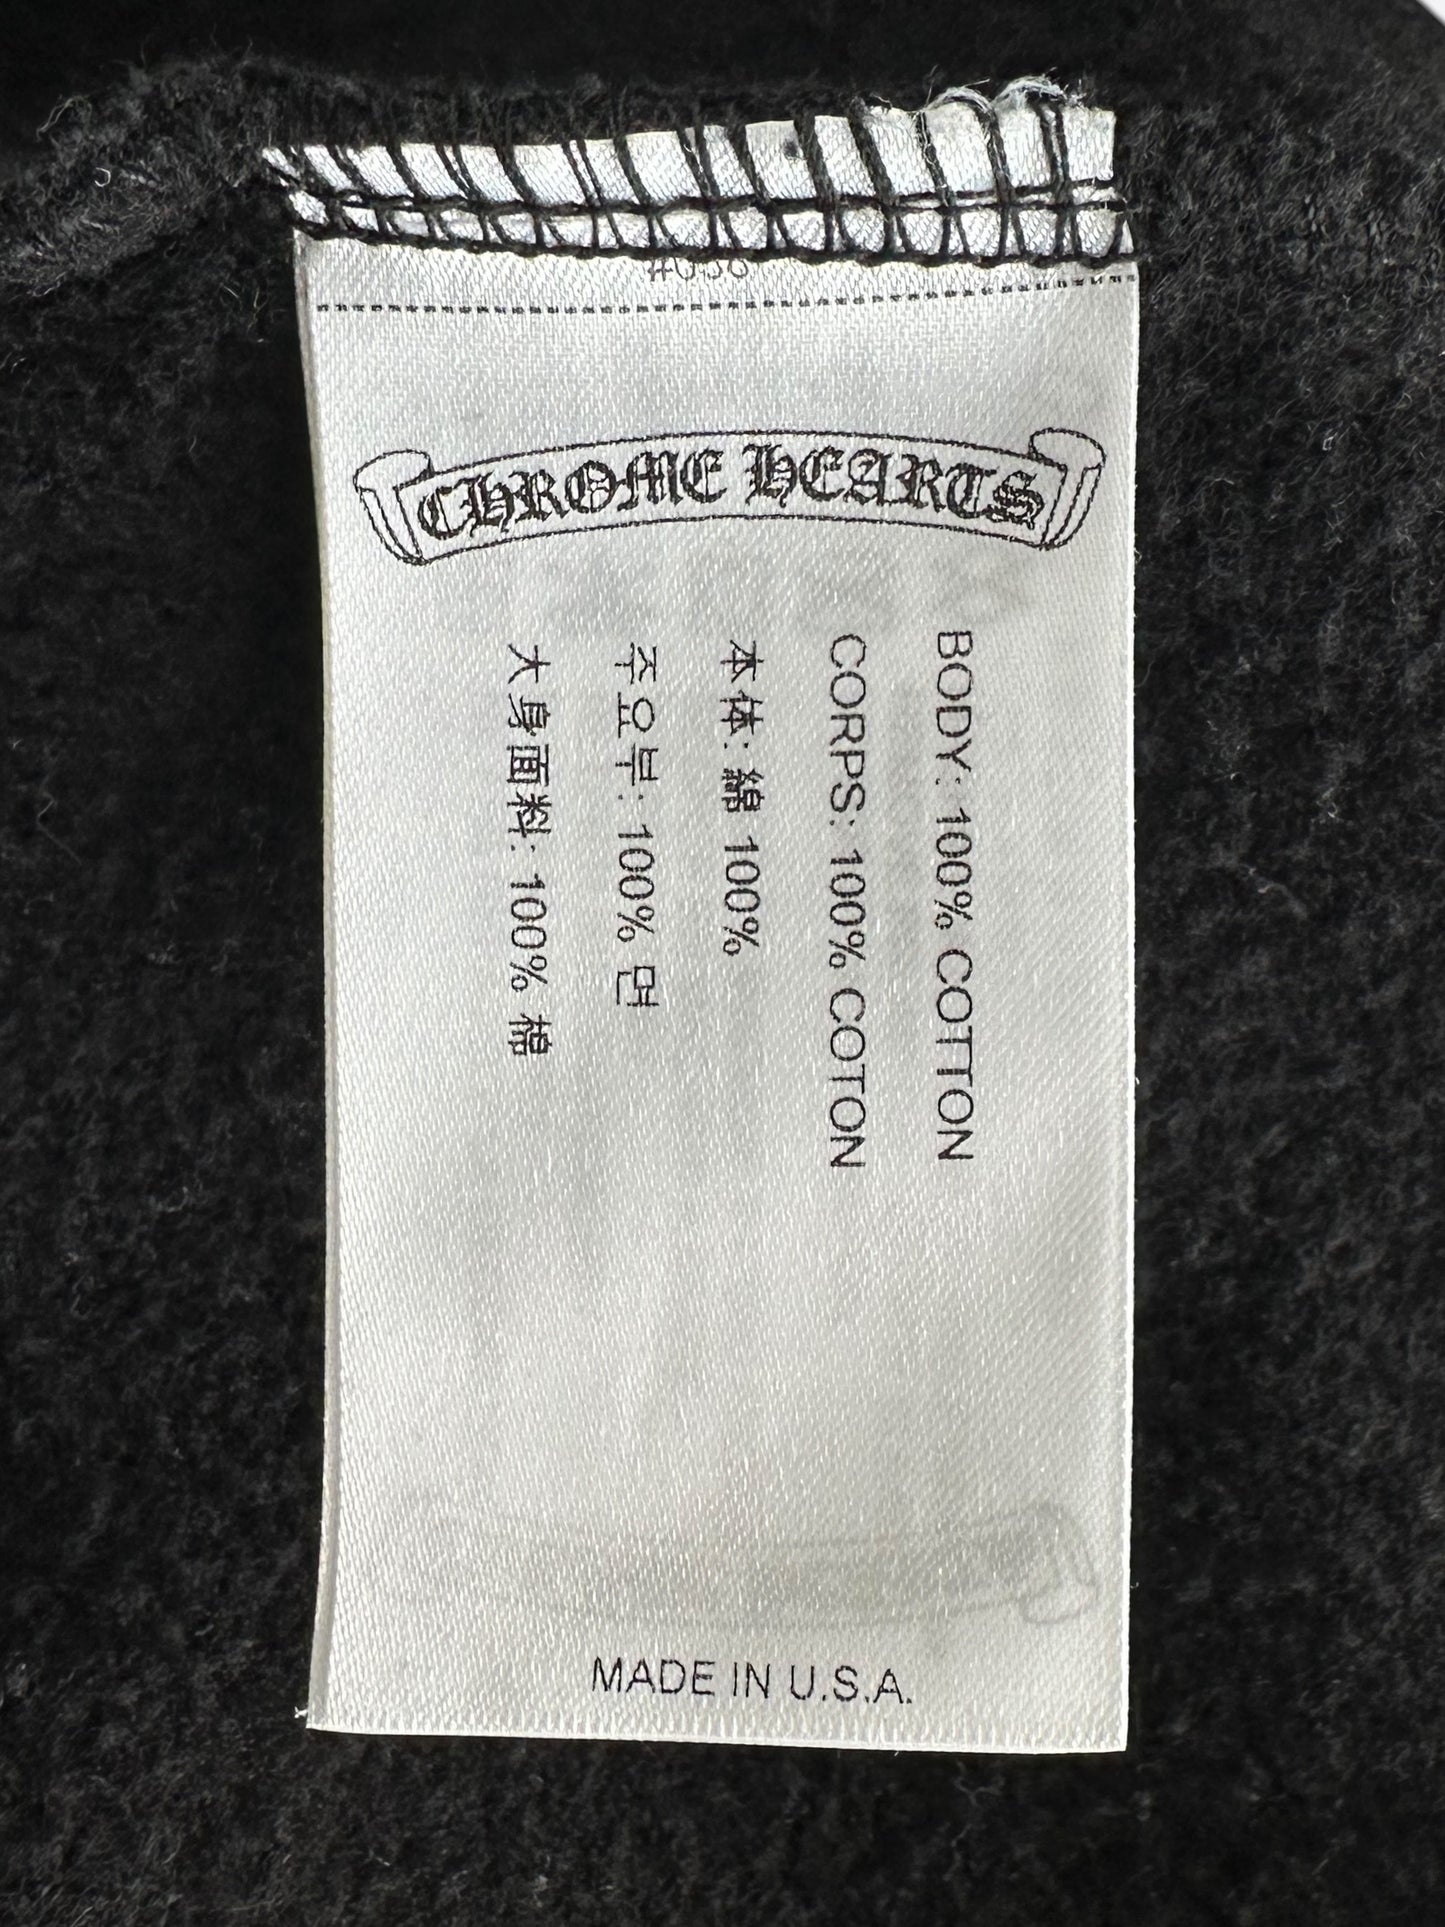 CHROME HEARTS
BODY: 100% COTTON
CORPS: 100% COTON
本体: 綿 100%
주요부: 100% 면
大身面料: 100% 棉
MADE IN U.S.A.